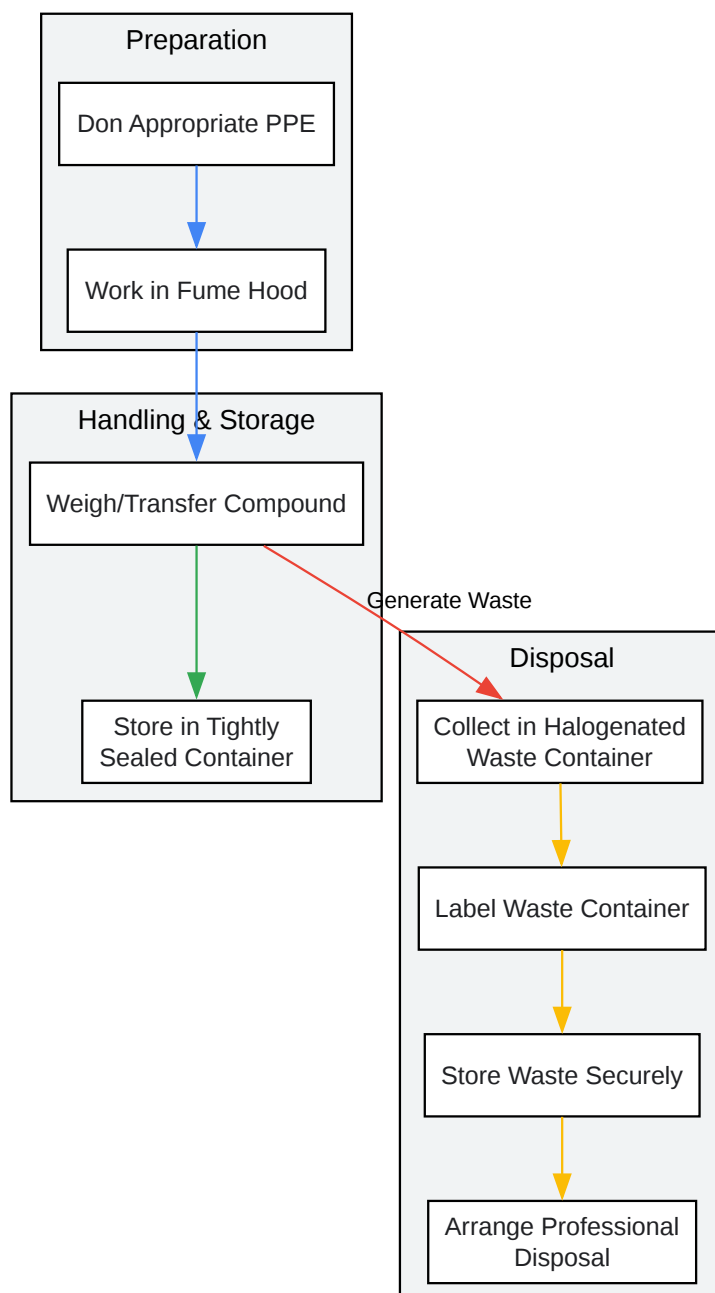 Preparation
Don Appropriate PPE
Work in Fume Hood
Handling & Storage
Weigh/Transfer Compound
Generate Waste
Store in Tightly
Sealed Container
Disposal
Collect in Halogenated
Waste Container
Label Waste Container
Store Waste Securely
Arrange Professional
Disposal